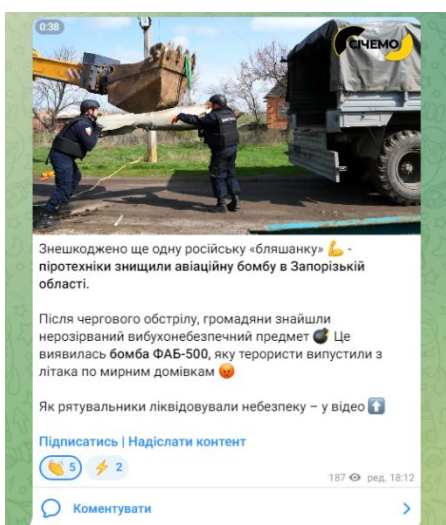 0:38
СІЧЕМО
Знешкоджено ще одну російську «бляшанку» 💪 -
піротехніки знищили авіаційну бомбу в Запорізькій
області.
Після чергового обстрілу, громадяни знайшли
нерозірваний вибухонебезпечний предмет 💣 Це
виявилась бомба ФАБ-500, яку терористи випустили з
літака по мирним домівкам 😡
Як рятувальники ліквідовували небезпеку – у відео ⬆️
Підписатись | Надіслати контент
👏 5 ⚡ 2
187 ред. 18:12
Коментувати